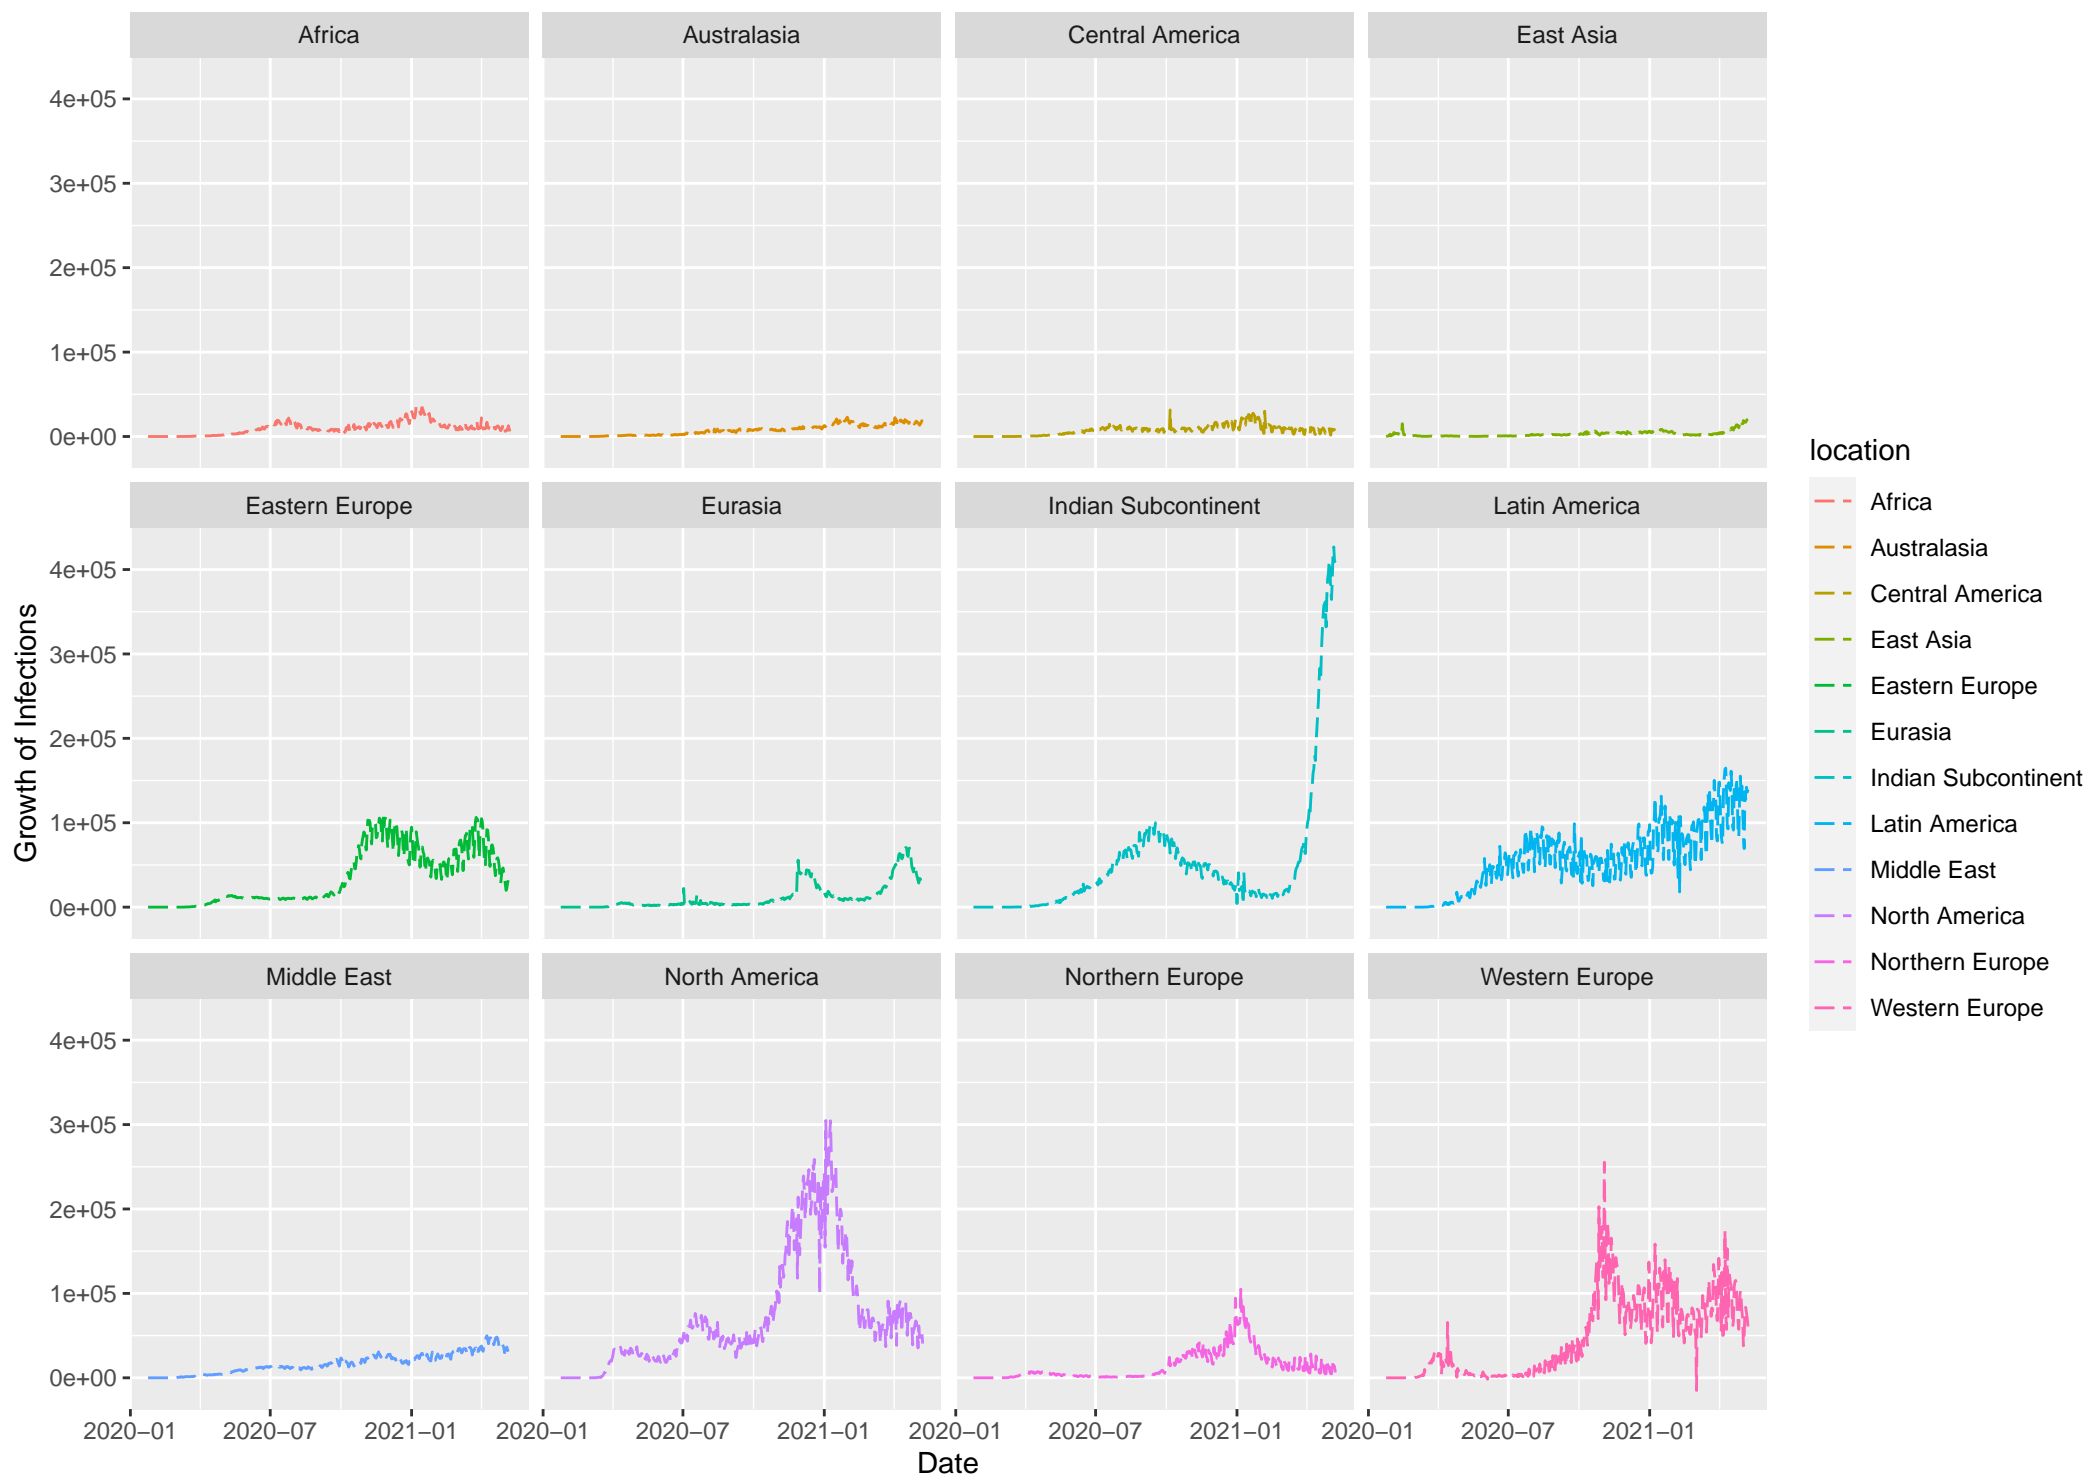 Africa
Australasia
Central America
East Asia
4e+05
3e+05
2e+05
1e+05
0e+00
Eastern Europe
Eurasia
Indian Subcontinent
Latin America
4e+05
3e+05
2e+05
1e+05
0e+00
Middle East
North America
Northern Europe
Western Europe
4e+05
3e+05
2e+05
1e+05
0e+00
2020−01
2020−07
2021−01
2020−01
2020−07
2021−01
2020−01
2020−07
2021−01
2020−01
2020−07
2021−01
Date
Growth of Infections
location
Africa
Australasia
Central America
East Asia
Eastern Europe
Eurasia
Indian Subcontinent
Latin America
Middle East
North America
Northern Europe
Western Europe